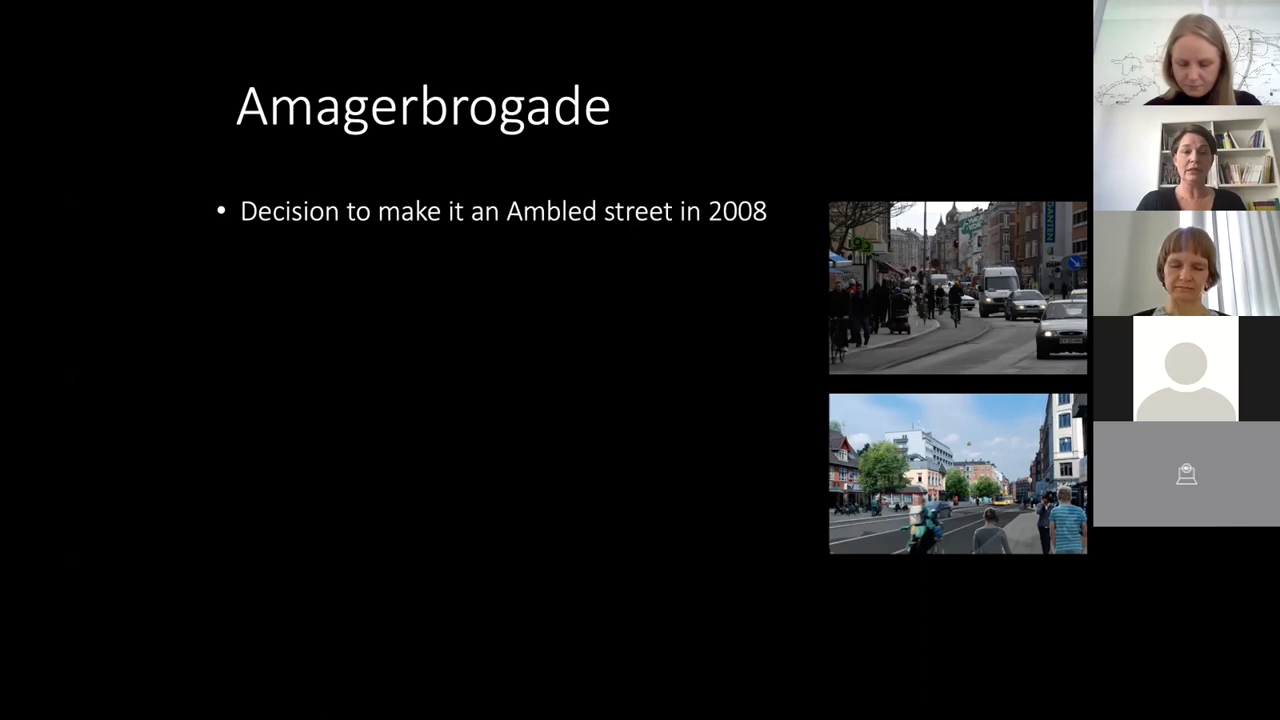 Amagerbrogade
• Decision to make it an Ambled street in 2008